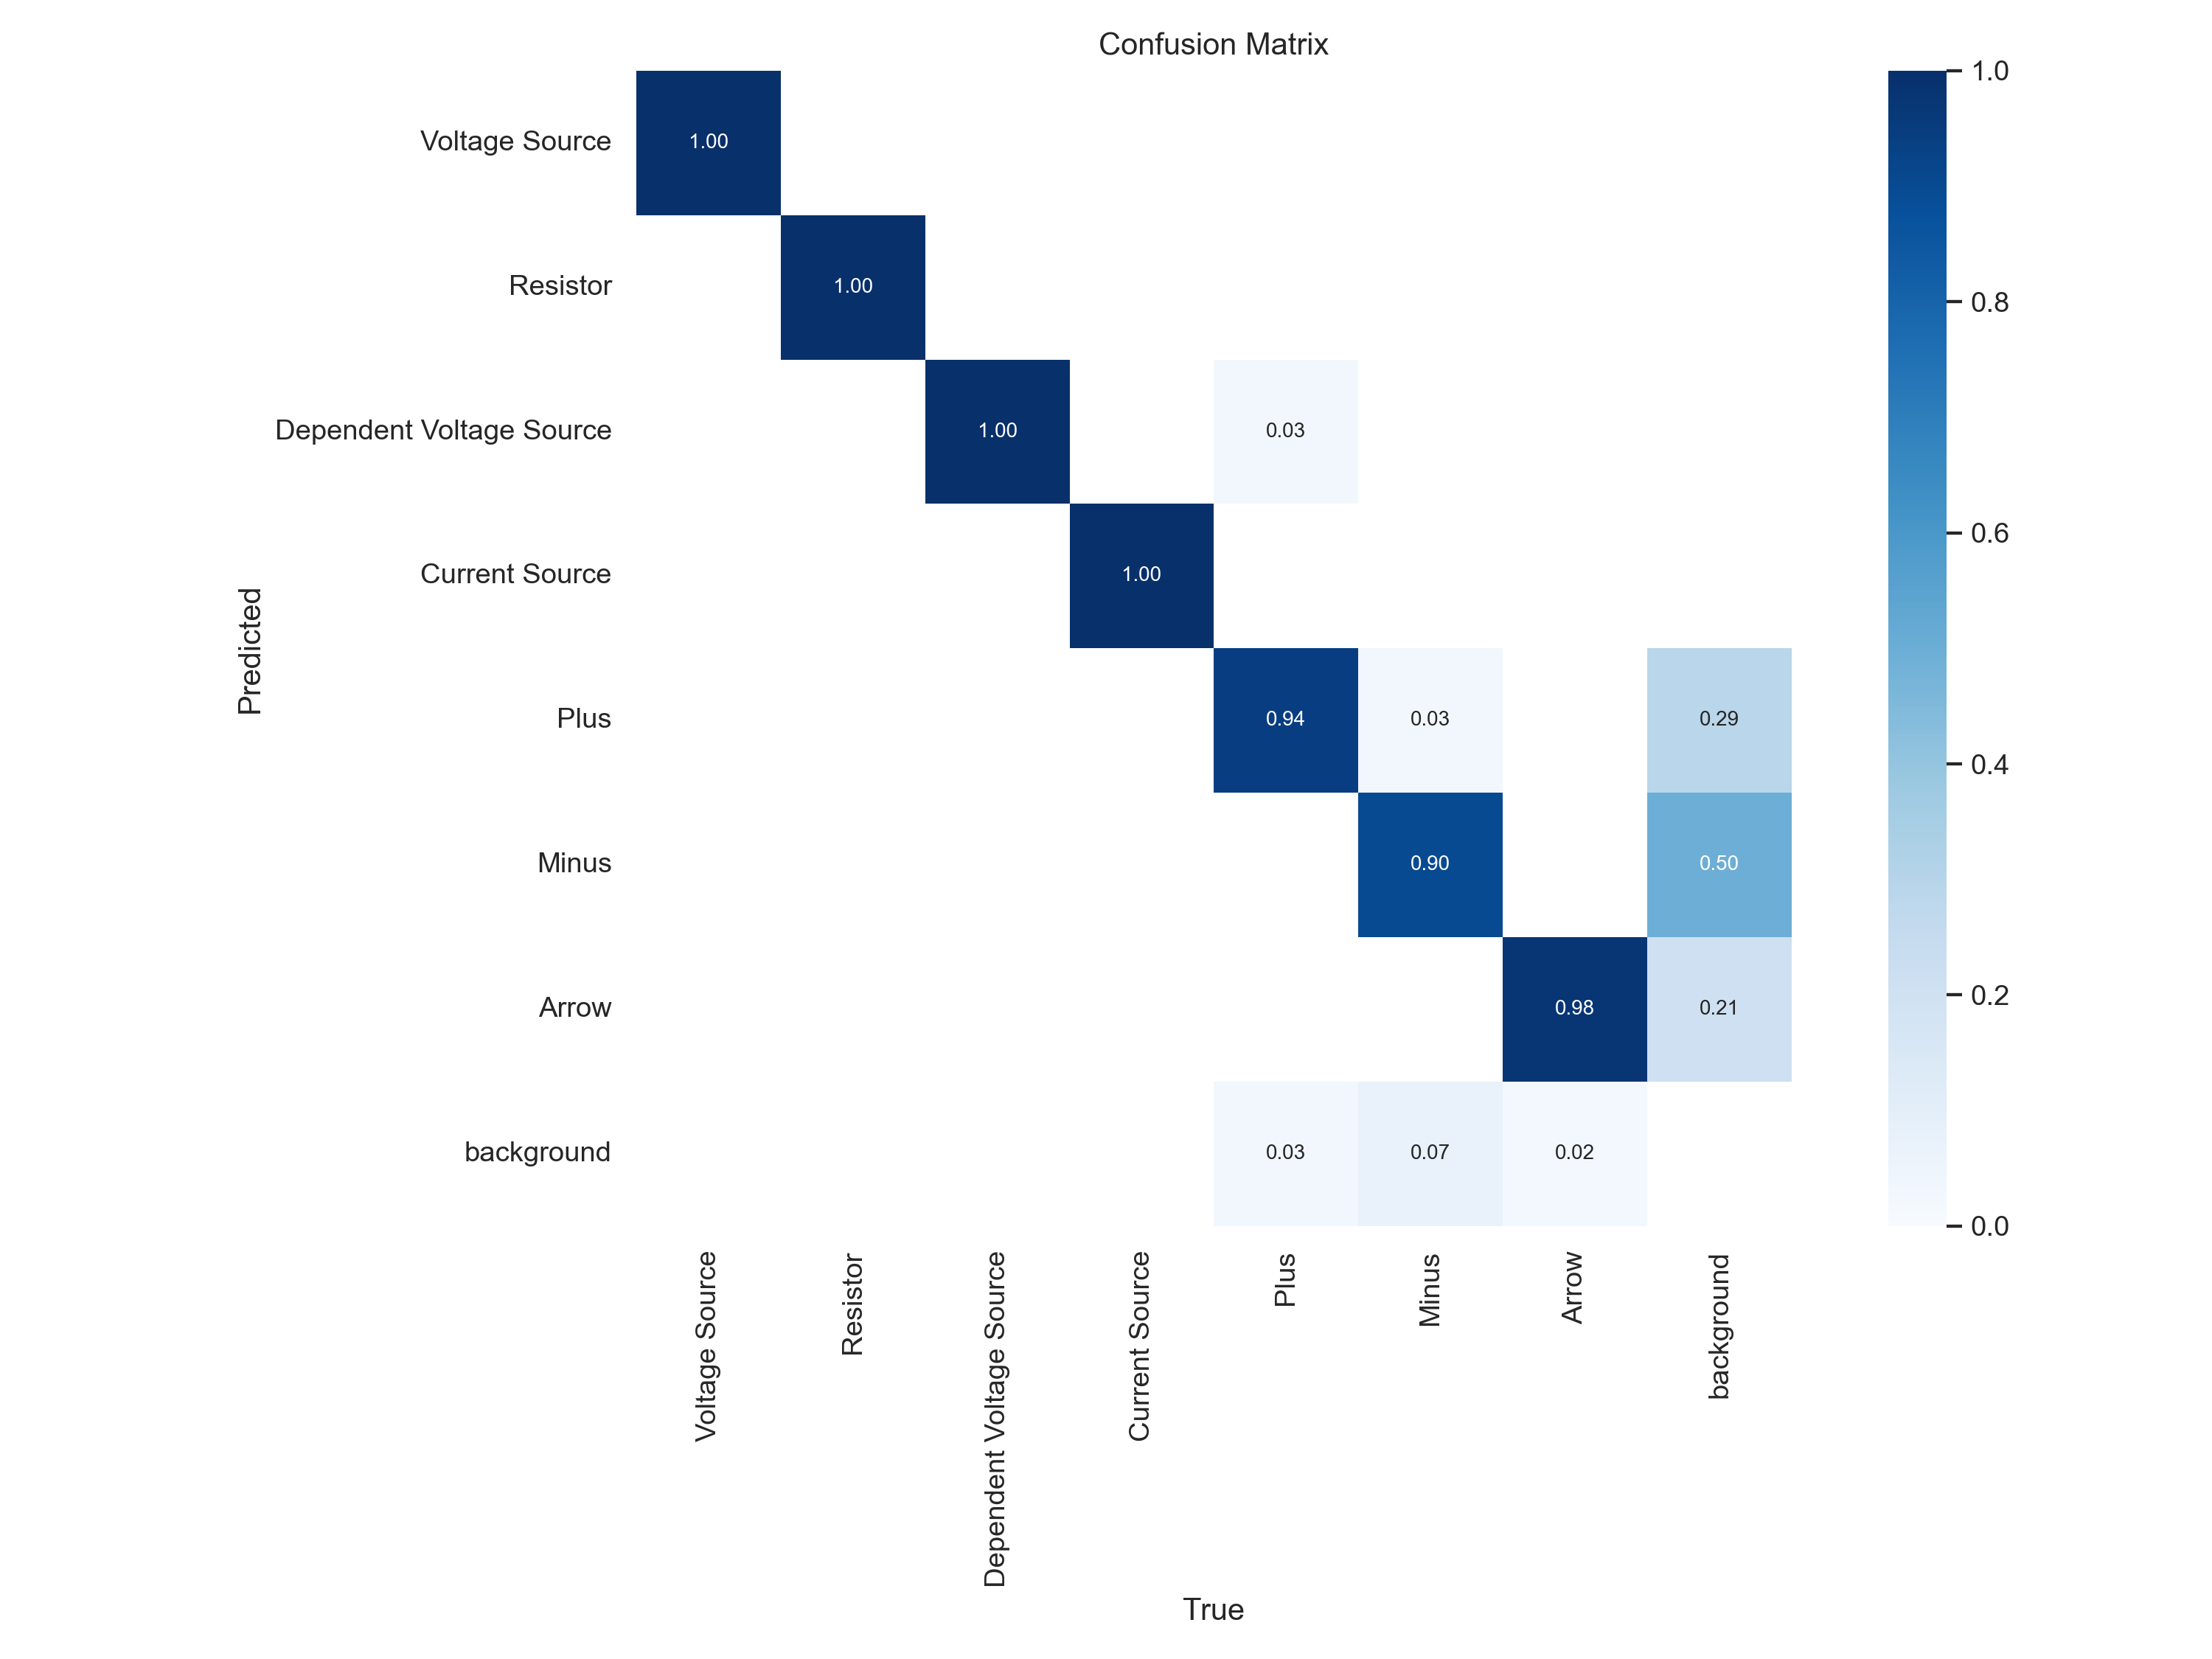 Confusion Matrix
Predicted
Voltage Source
1.00
Resistor
1.00
Dependent Voltage Source
1.00
0.03
Current Source
1.00
Plus
0.94
0.03
0.29
Minus
0.90
0.50
Arrow
0.98
0.21
background
0.03
0.07
0.02
Voltage Source
Resistor
Dependent Voltage Source
Current Source
Plus
Minus
Arrow
background
True
1.0
0.8
0.6
0.4
0.2
0.0